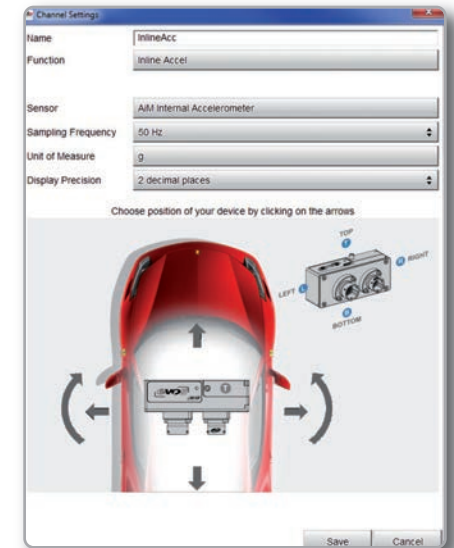 Channel Settings
Name InlineAcc
Function Inline Accel
Sensor AiM Internal Accelerometer
Sampling Frequency 50 Hz
Unit of Measure g
Display Precision 2 decimal places
Choose position of your device by clicking on the arrows
TOP
T
R RIGHT
LEFT L
B
BOTTOM
T
Save Cancel